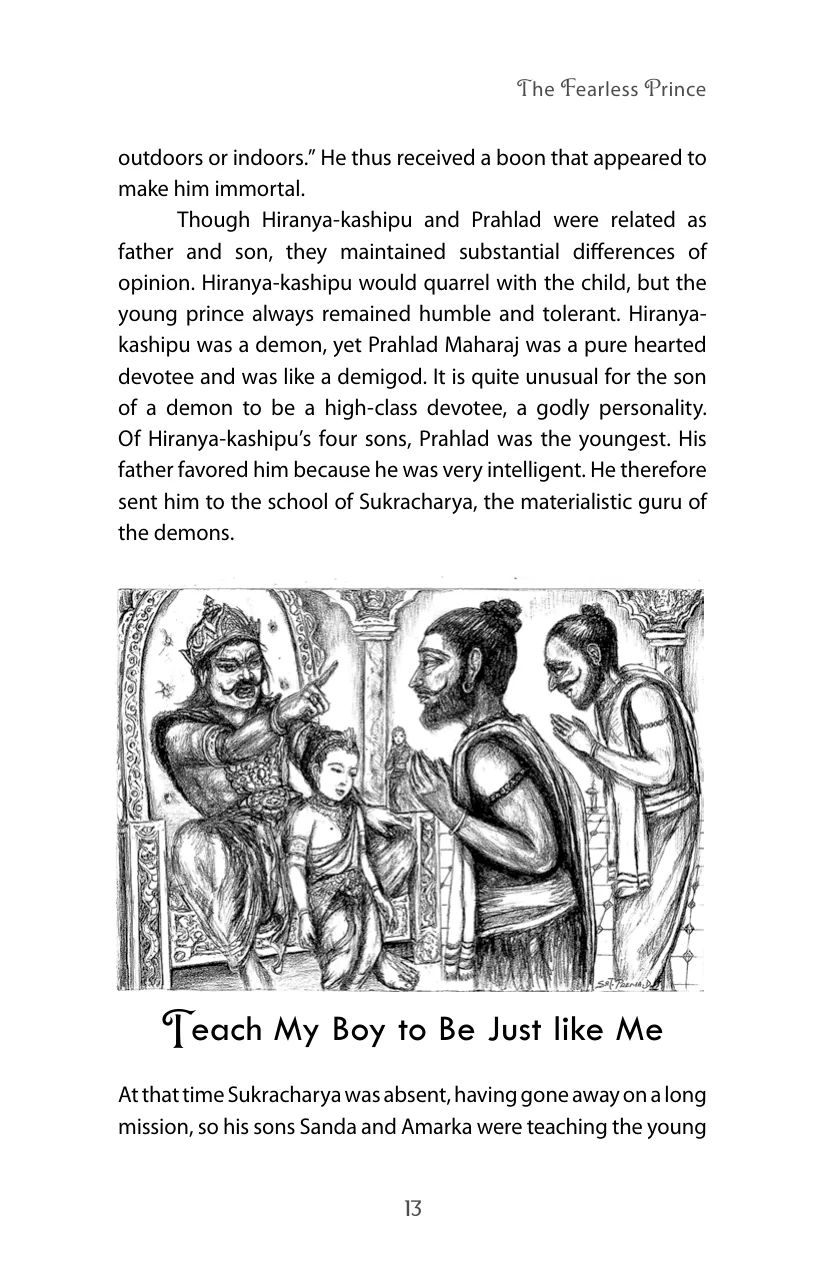 The Fearless Prince
outdoors or indoors.” He thus received a boon that appeared to
make him immortal.
Though Hiranya-kashipu and Prahlad were related as
father and son, they maintained substantial differences of
opinion. Hiranya-kashipu would quarrel with the child, but the
young prince always remained humble and tolerant. Hiranya-
kashipu was a demon, yet Prahlad Maharaj was a pure hearted
devotee and was like a demigod. It is quite unusual for the son
of a demon to be a high-class devotee, a godly personality.
Of Hiranya-kashipu’s four sons, Prahlad was the youngest. His
father favored him because he was very intelligent. He therefore
sent him to the school of Sukracharya, the materialistic guru of
the demons.
Teach My Boy to Be Just like Me
At that time Sukracharya was absent, having gone away on a long
mission, so his sons Sanda and Amarka were teaching the young
13